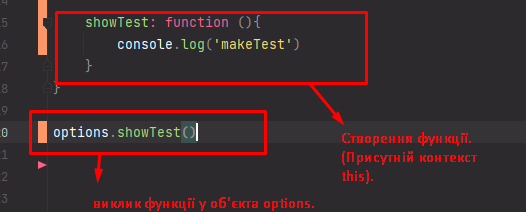 showTest: function (){
console.log('makeTest')
}
}
options.showTest()
Створення функції.
(Присутній контекст
this).
виклик функції у об'єкта options.